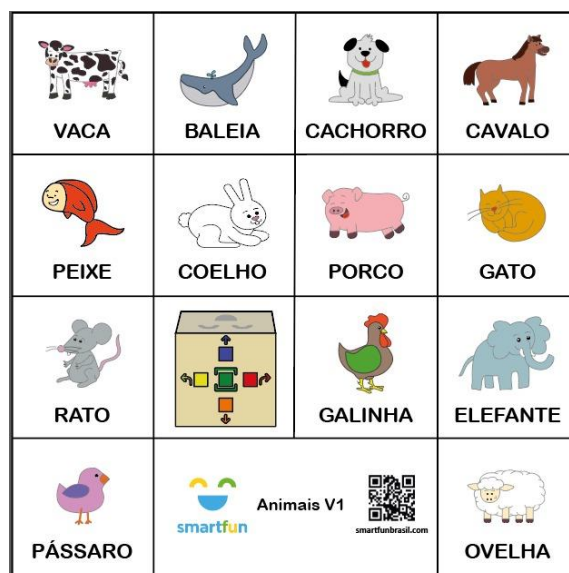 VACA
BALEIA
CACHORRO
CAVALO
PEIXE
COELHO
PORCO
GATO
RATO
GALINHA
ELEFANTE
PÁSSARO
smartfun
Animais V1
smartfunbrasil.com
OVELHA